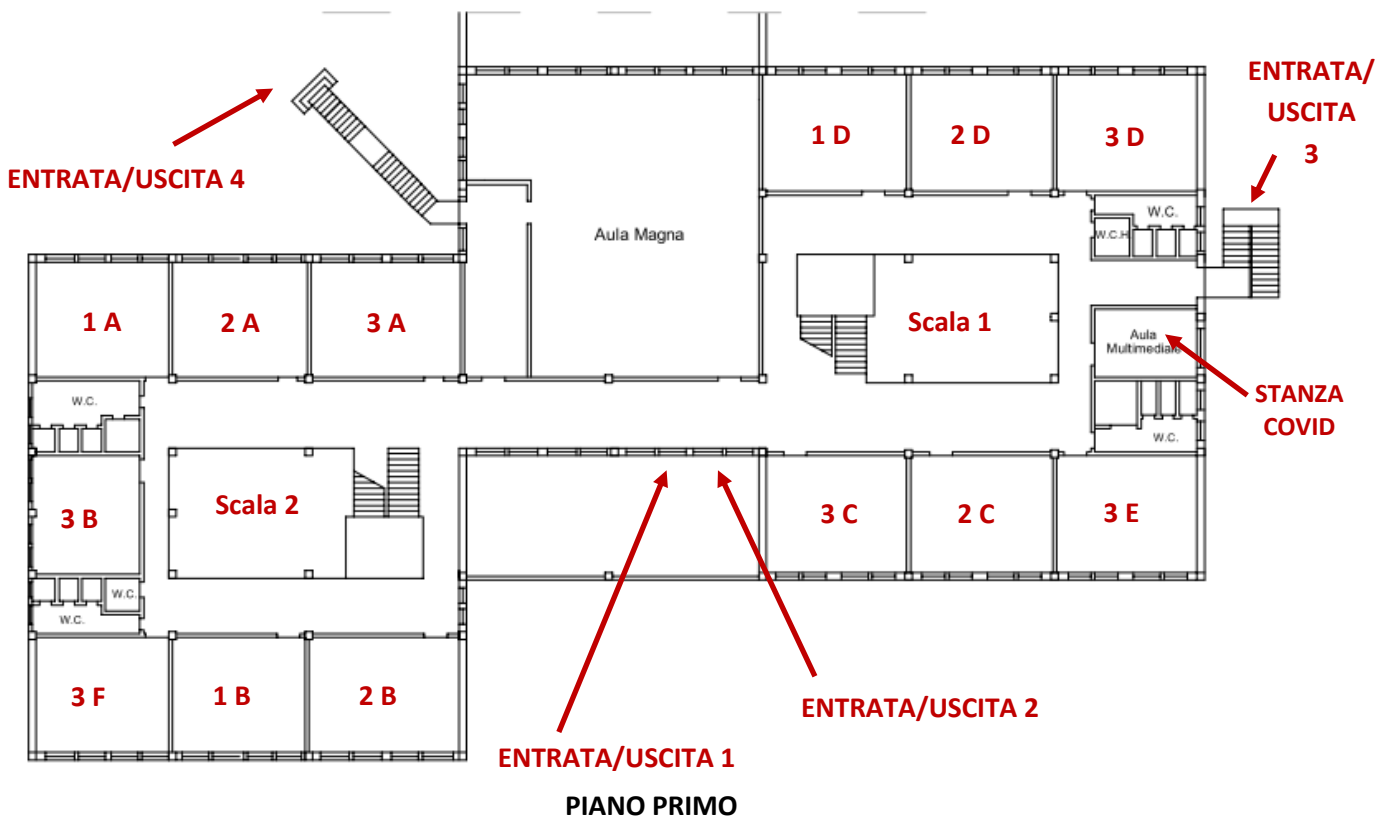 ENTRATA/
USCITA
3
ENTRATA/USCITA 4
1 D
2 D
3 D
W.C.
W.C.H
Aula Magna
1 A
2 A
3 A
Scala 1
Aula
Multimediale
STANZA
COVID
W.C.
W.C.
3 B
Scala 2
3 C
2 C
3 E
W.C.
W.C.
3 F
1 B
2 B
ENTRATA/USCITA 2
ENTRATA/USCITA 1
PIANO PRIMO